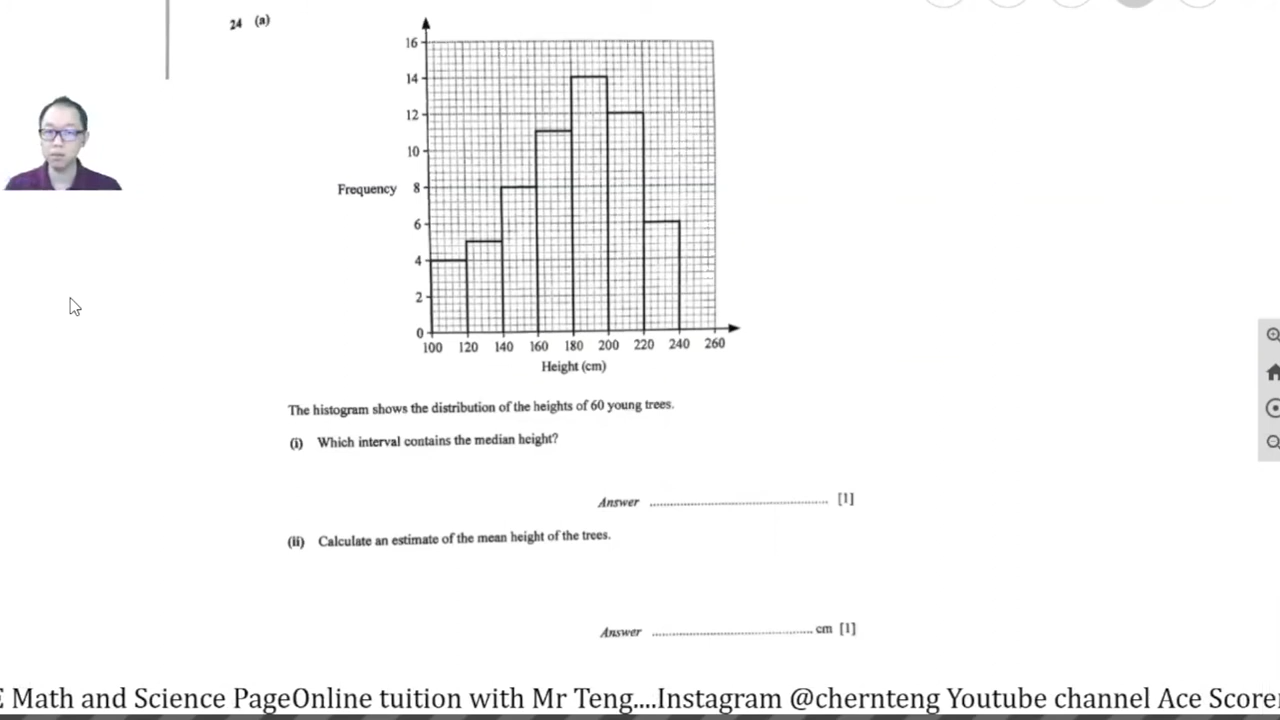 24 (a)
16
14
12
10
Frequency 8
6
4
2
0
100 120 140 160 180 200 220 240 260
Height (cm)
The histogram shows the distribution of the heights of 60 young trees.
(i) Which interval contains the median height?
Answer ................................................ [1]
(ii) Calculate an estimate of the mean height of the trees.
Answer ........................................... cm [1]
E Math and Science PageOnline tuition with Mr Teng....Instagram @chernteng Youtube channel Ace Score